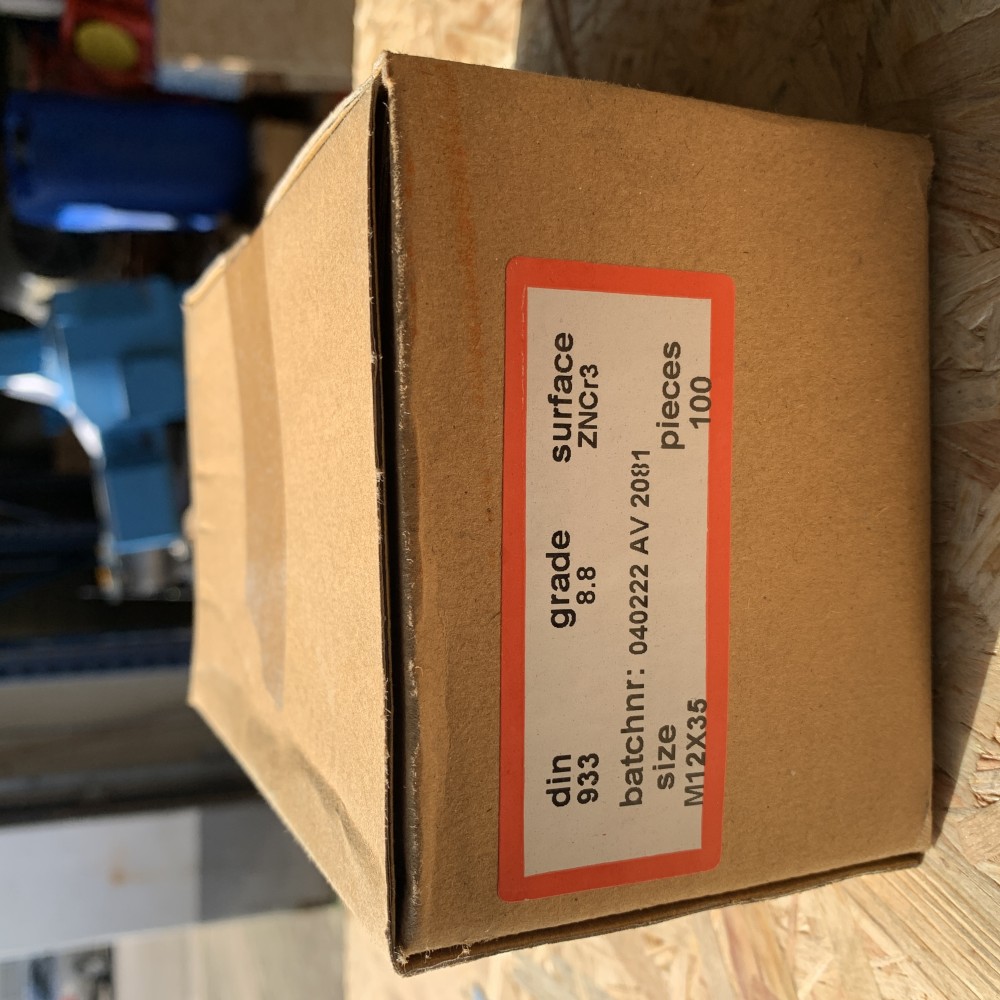 din grade surface
933 8.8 ZNCr3
batchnr: 040222 AV 2081
size pieces
M12X35 100